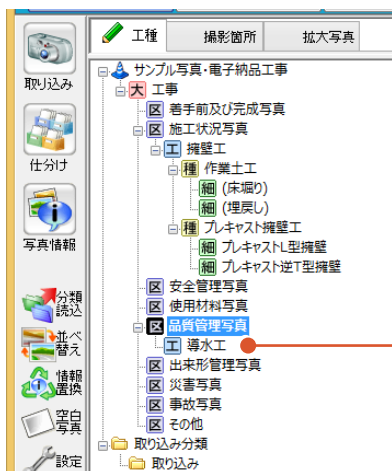 工種 撮影箇所 拡大写真
取り込み
仕分け
写真情報
分類
読込
並べ
替え
情報
置換
空白
写真
設定
サンプル写真・電子納品工事
大 工事
区 着手前及び完成写真
区 施工状況写真
工 擁壁工
種 作業土工
細 (床堀り)
細 (埋戻し)
種 プレキャスト擁壁工
細 プレキャストL型擁壁
細 プレキャスト逆T型擁壁
区 安全管理写真
区 使用材料写真
区 品質管理写真
工 導水工
区 出来形管理写真
区 災害写真
区 事故写真
区 その他
取り込み分類
取り込み